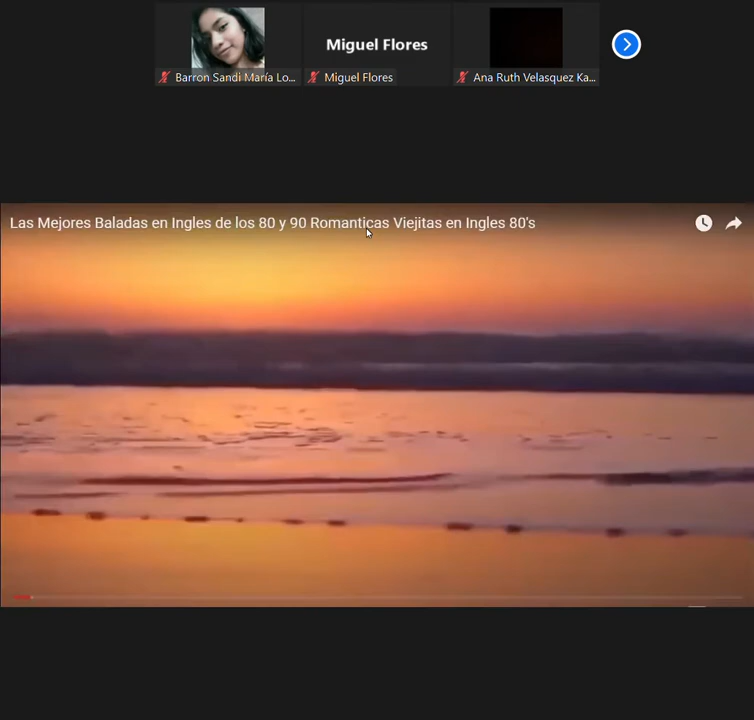 Miguel Flores
Barron Sandi María Lo...
Miguel Flores
Ana Ruth Velasquez Ka...
Las Mejores Baladas en Ingles de los 80 y 90 Romanticas Viejitas en Ingles 80's